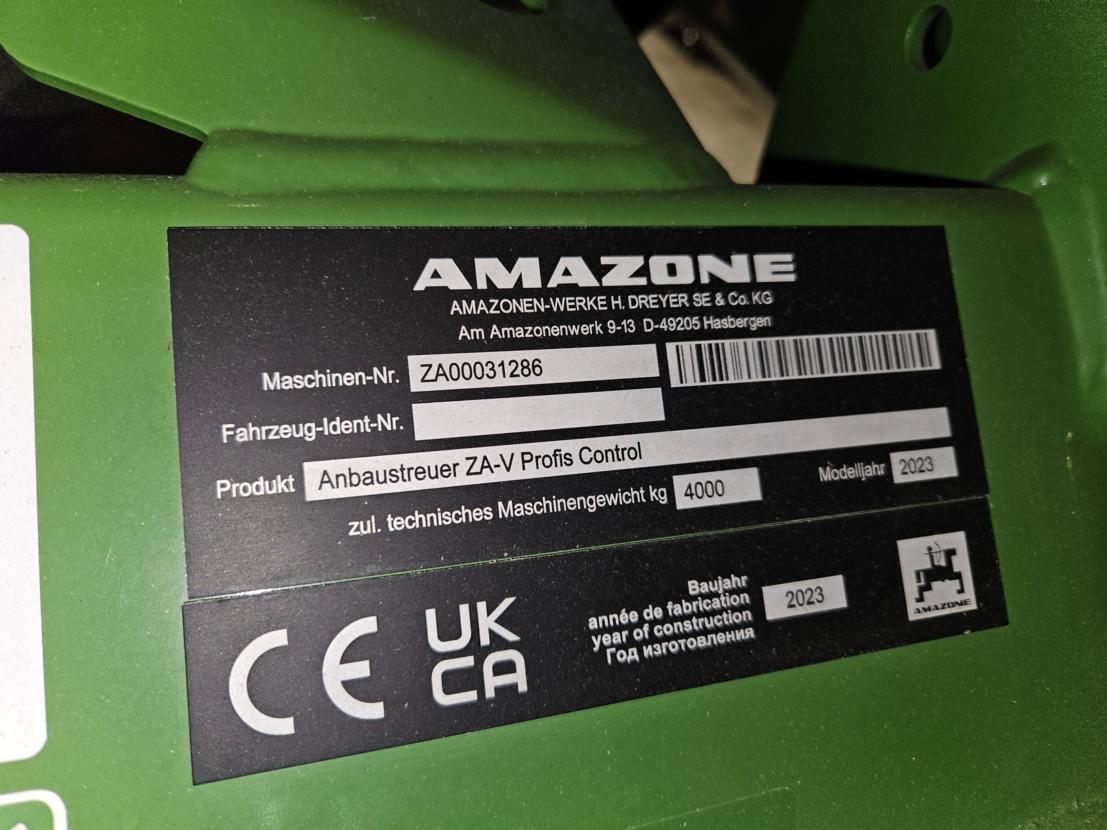 AMAZONE
AMAZONEN-WERKE H. DREYER SE & Co. KG
Am Amazonenwerk 9-13 D-49205 Hasbergen
Maschinen-Nr. ZA00031286
Fahrzeug-Ident-Nr.
Produkt Anbaustreuer ZA-V Profis Control
zul. technisches Maschinengewicht kg 4000 Modelljahr 2023
CE UK
CA
Baujahr
année de fabrication
year of construction
Год изготовления
2023
AMAZONE